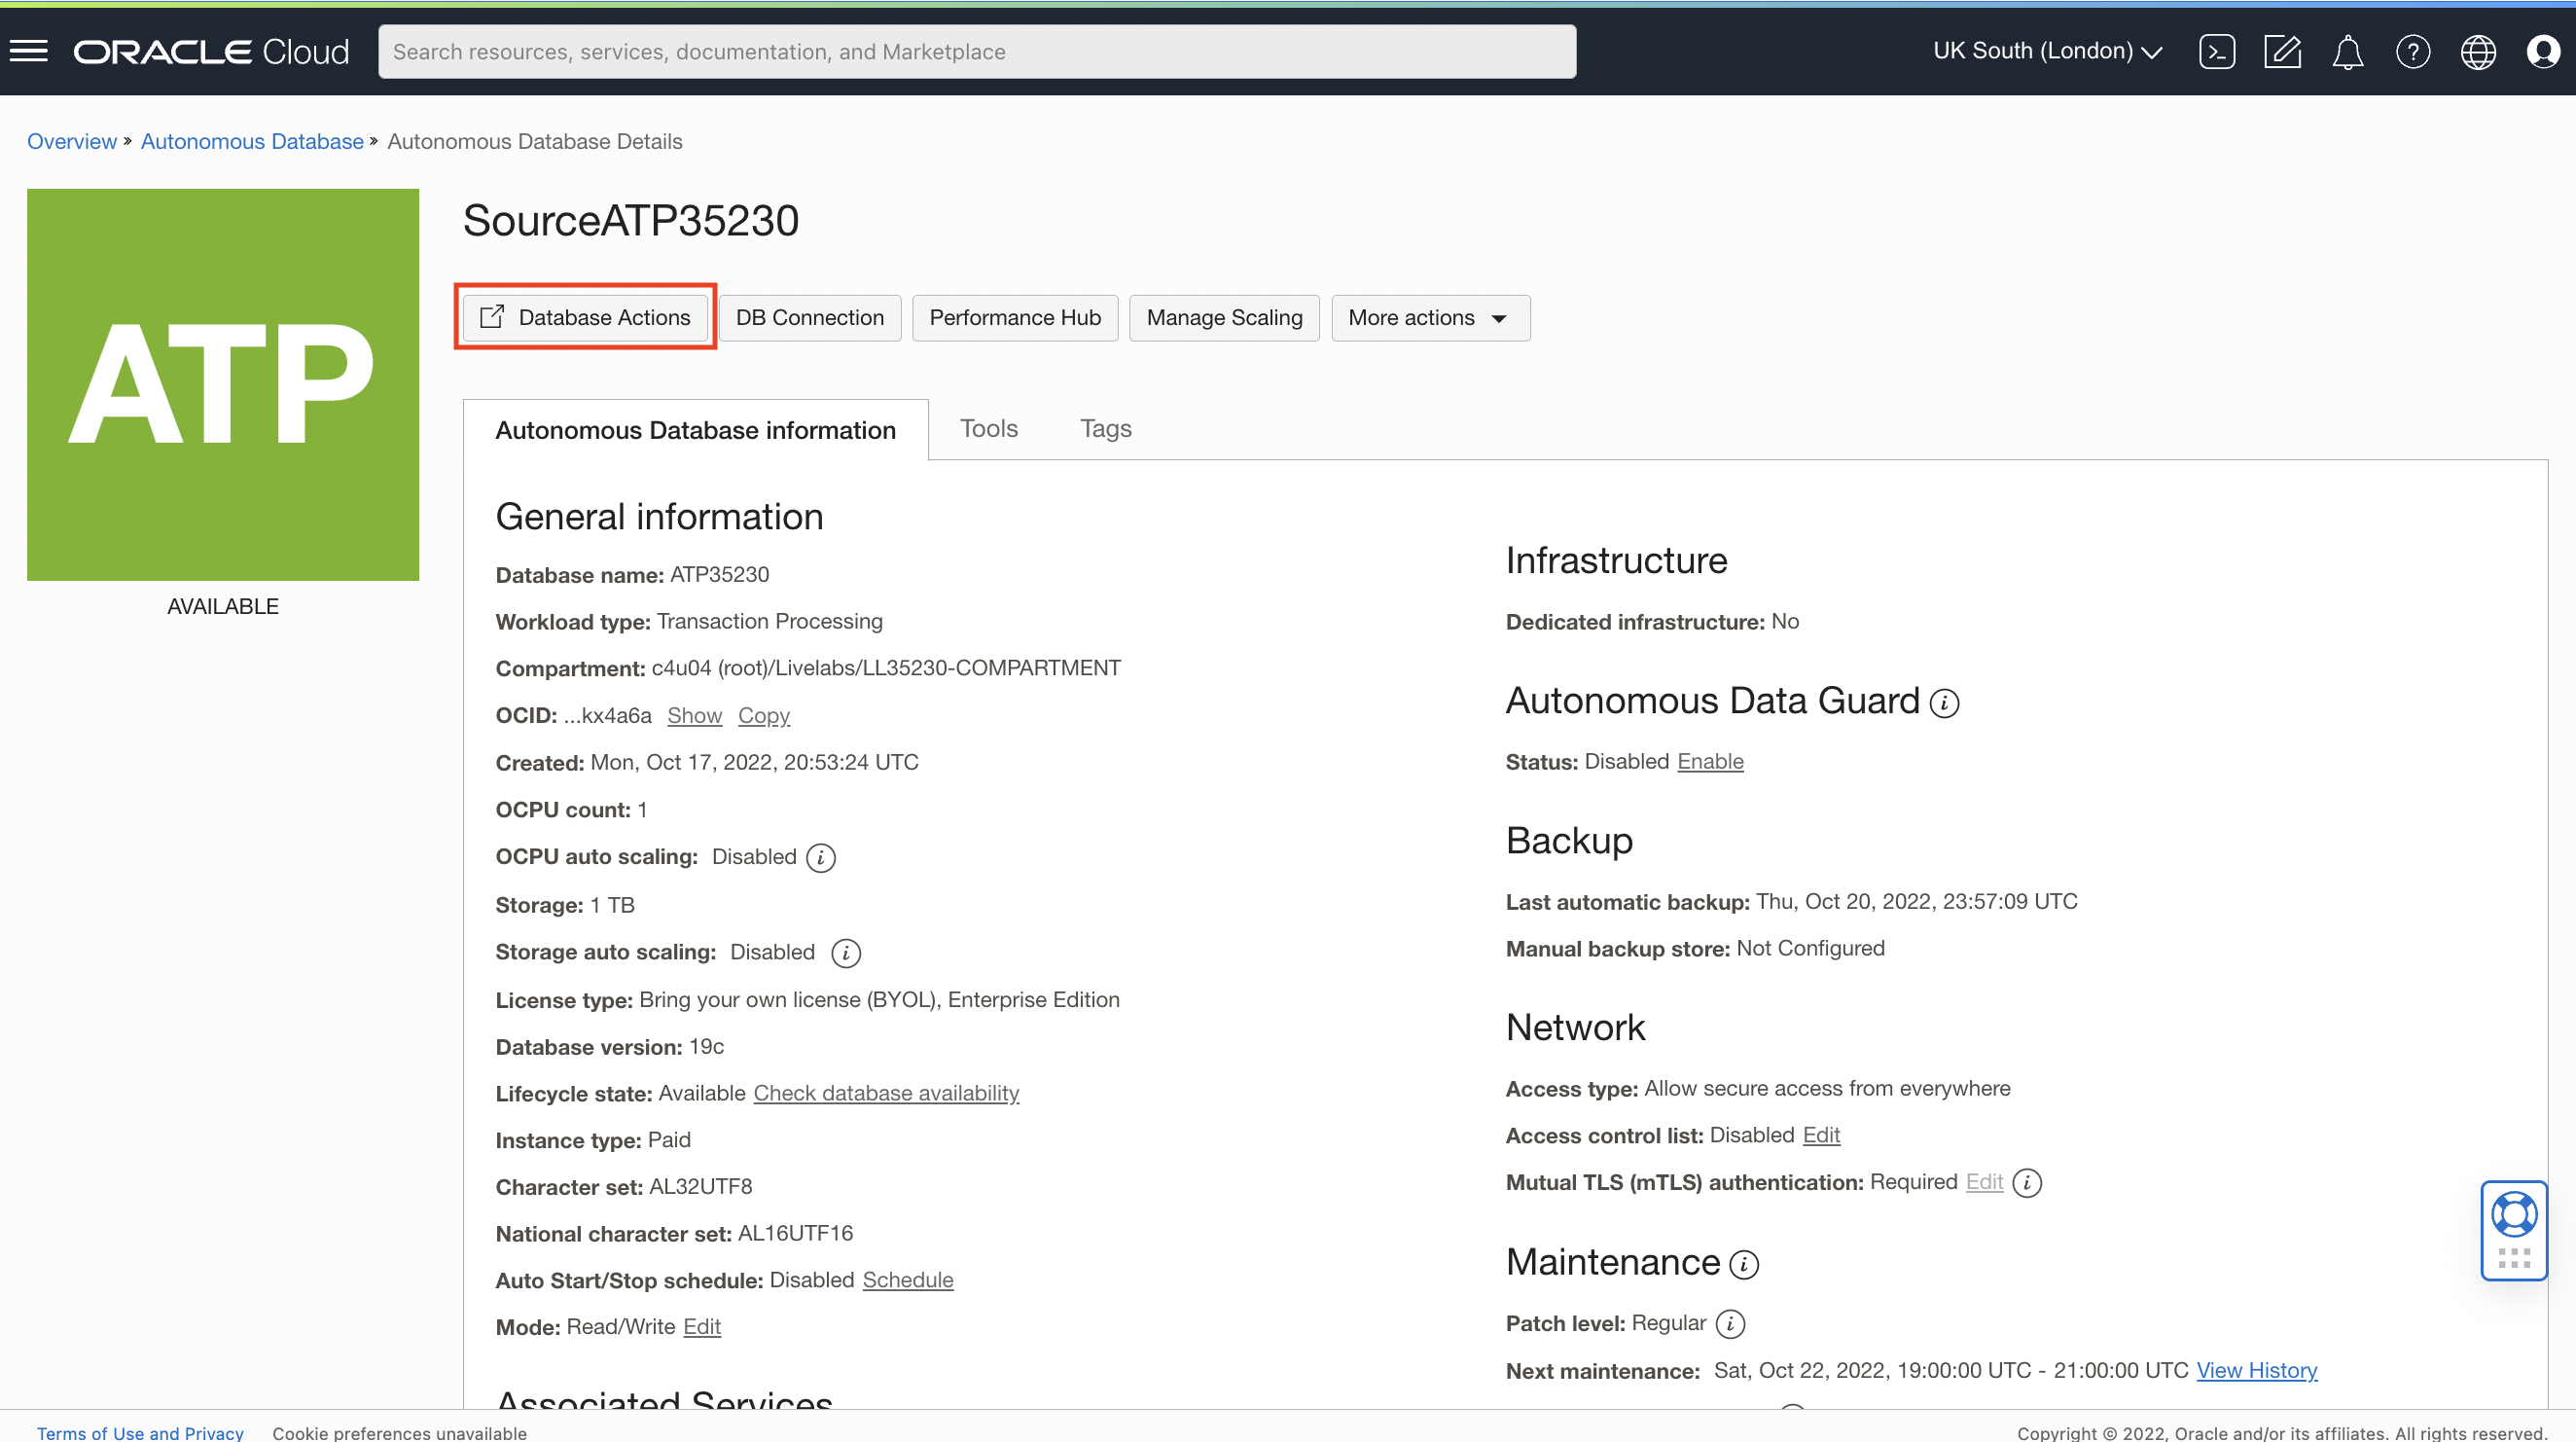 ORACLE Cloud
Search resources, services, documentation, and Marketplace
UK South (London)
Overview » Autonomous Database » Autonomous Database Details
ATP
AVAILABLE
SourceATP35230
Database Actions
DB Connection
Performance Hub
Manage Scaling
More actions
Autonomous Database information
Tools
Tags
General information
Database name: ATP35230
Workload type: Transaction Processing
Compartment: c4u04 (root)/Livelabs/LL35230-COMPARTMENT
OCID: ...kx4a6a Show Copy
Created: Mon, Oct 17, 2022, 20:53:24 UTC
OCPU count: 1
OCPU auto scaling: Disabled
Storage: 1 TB
Storage auto scaling: Disabled
License type: Bring your own license (BYOL), Enterprise Edition
Database version: 19c
Lifecycle state: Available Check database availability
Instance type: Paid
Character set: AL32UTF8
National character set: AL16UTF16
Auto Start/Stop schedule: Disabled Schedule
Mode: Read/Write Edit
Associated Services
Infrastructure
Dedicated infrastructure: No
Autonomous Data Guard
Status: Disabled Enable
Backup
Last automatic backup: Thu, Oct 20, 2022, 23:57:09 UTC
Manual backup store: Not Configured
Network
Access type: Allow secure access from everywhere
Access control list: Disabled Edit
Mutual TLS (mTLS) authentication: Required Edit
Maintenance
Patch level: Regular
Next maintenance: Sat, Oct 22, 2022, 19:00:00 UTC - 21:00:00 UTC View History
Terms of Use and Privacy
Cookie preferences unavailable
Copyright © 2022, Oracle and/or its affiliates. All rights reserved.